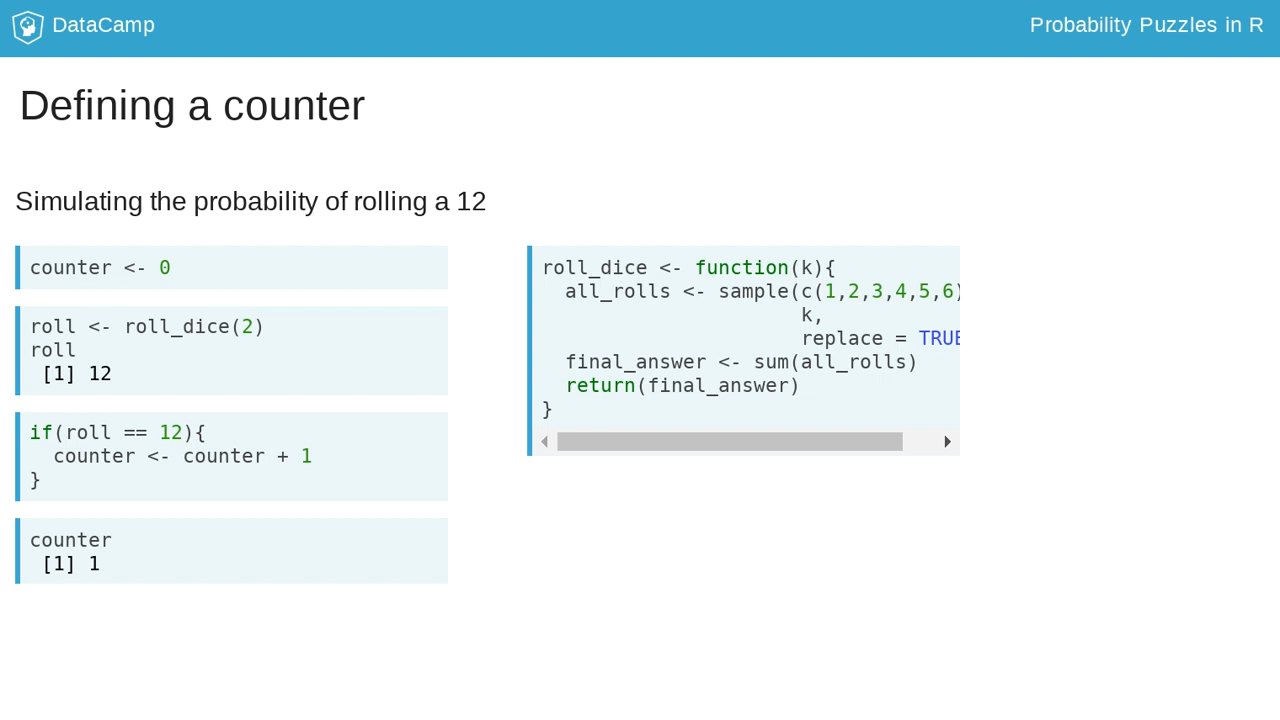 DataCamp
Probability Puzzles in R
Defining a counter
Simulating the probability of rolling a 12
counter <- 0
roll <- roll_dice(2)
roll
 [1] 12
if(roll == 12){
  counter <- counter + 1
}
counter
 [1] 1
roll_dice <- function(k){
  all_rolls <- sample(c(1,2,3,4,5,6)
                      k,
                      replace = TRUE
  final_answer <- sum(all_rolls)
  return(final_answer)
}